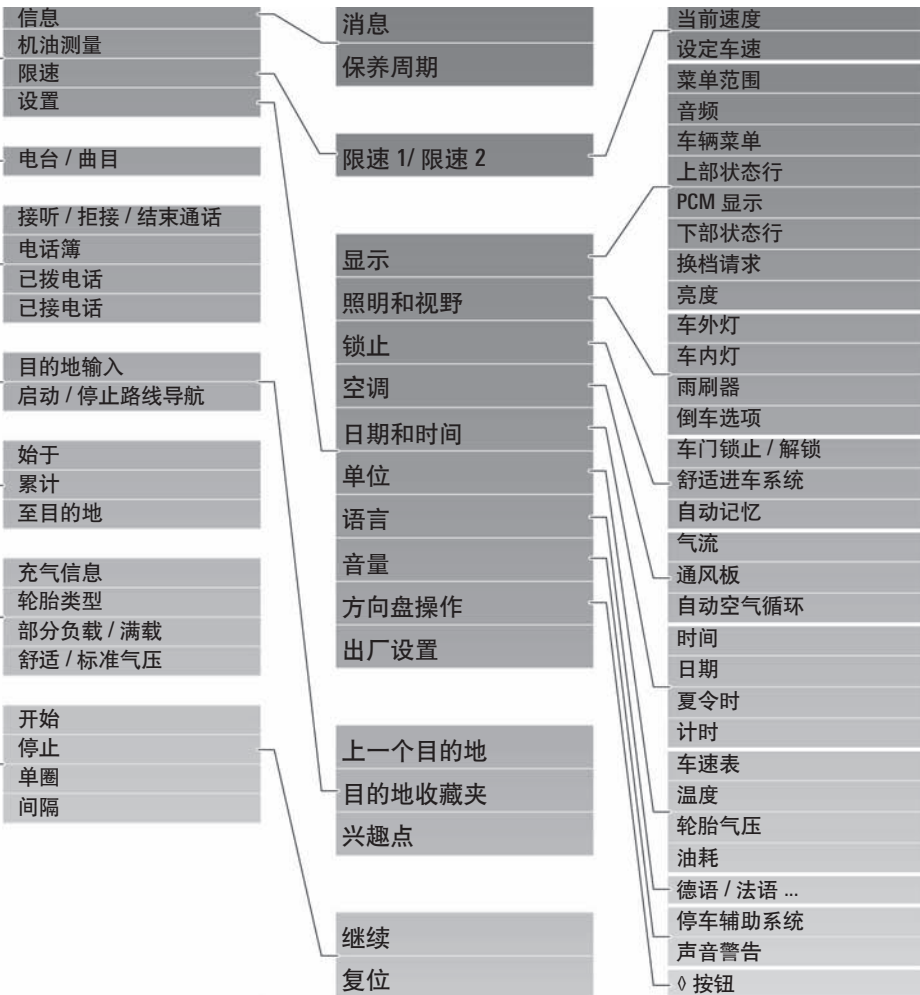 信息
机油测量
限速
设置
电台 / 曲目
接听 / 拒接 / 结束通话
电话簿
已拨电话
已接电话
目的地输入
启动 / 停止路线导航
始于
累计
至目的地
充气信息
轮胎类型
部分负载 / 满载
舒适 / 标准气压
开始
停止
单圈
间隔
消息
保养周期
限速 1/ 限速 2
显示
照明和视野
锁止
空调
日期和时间
单位
语言
音量
方向盘操作
出厂设置
上一个目的地
目的地收藏夹
兴趣点
继续
复位
当前速度
设定车速
菜单范围
音频
车辆菜单
上部状态行
PCM 显示
下部状态行
换档请求
亮度
车外灯
车内灯
雨刷器
倒车选项
车门锁止 / 解锁
舒适进车系统
自动记忆
气流
通风板
自动空气循环
时间
日期
夏令时
计时
车速表
温度
轮胎气压
油耗
德语 / 法语 ...
停车辅助系统
声音警告
◊ 按钮